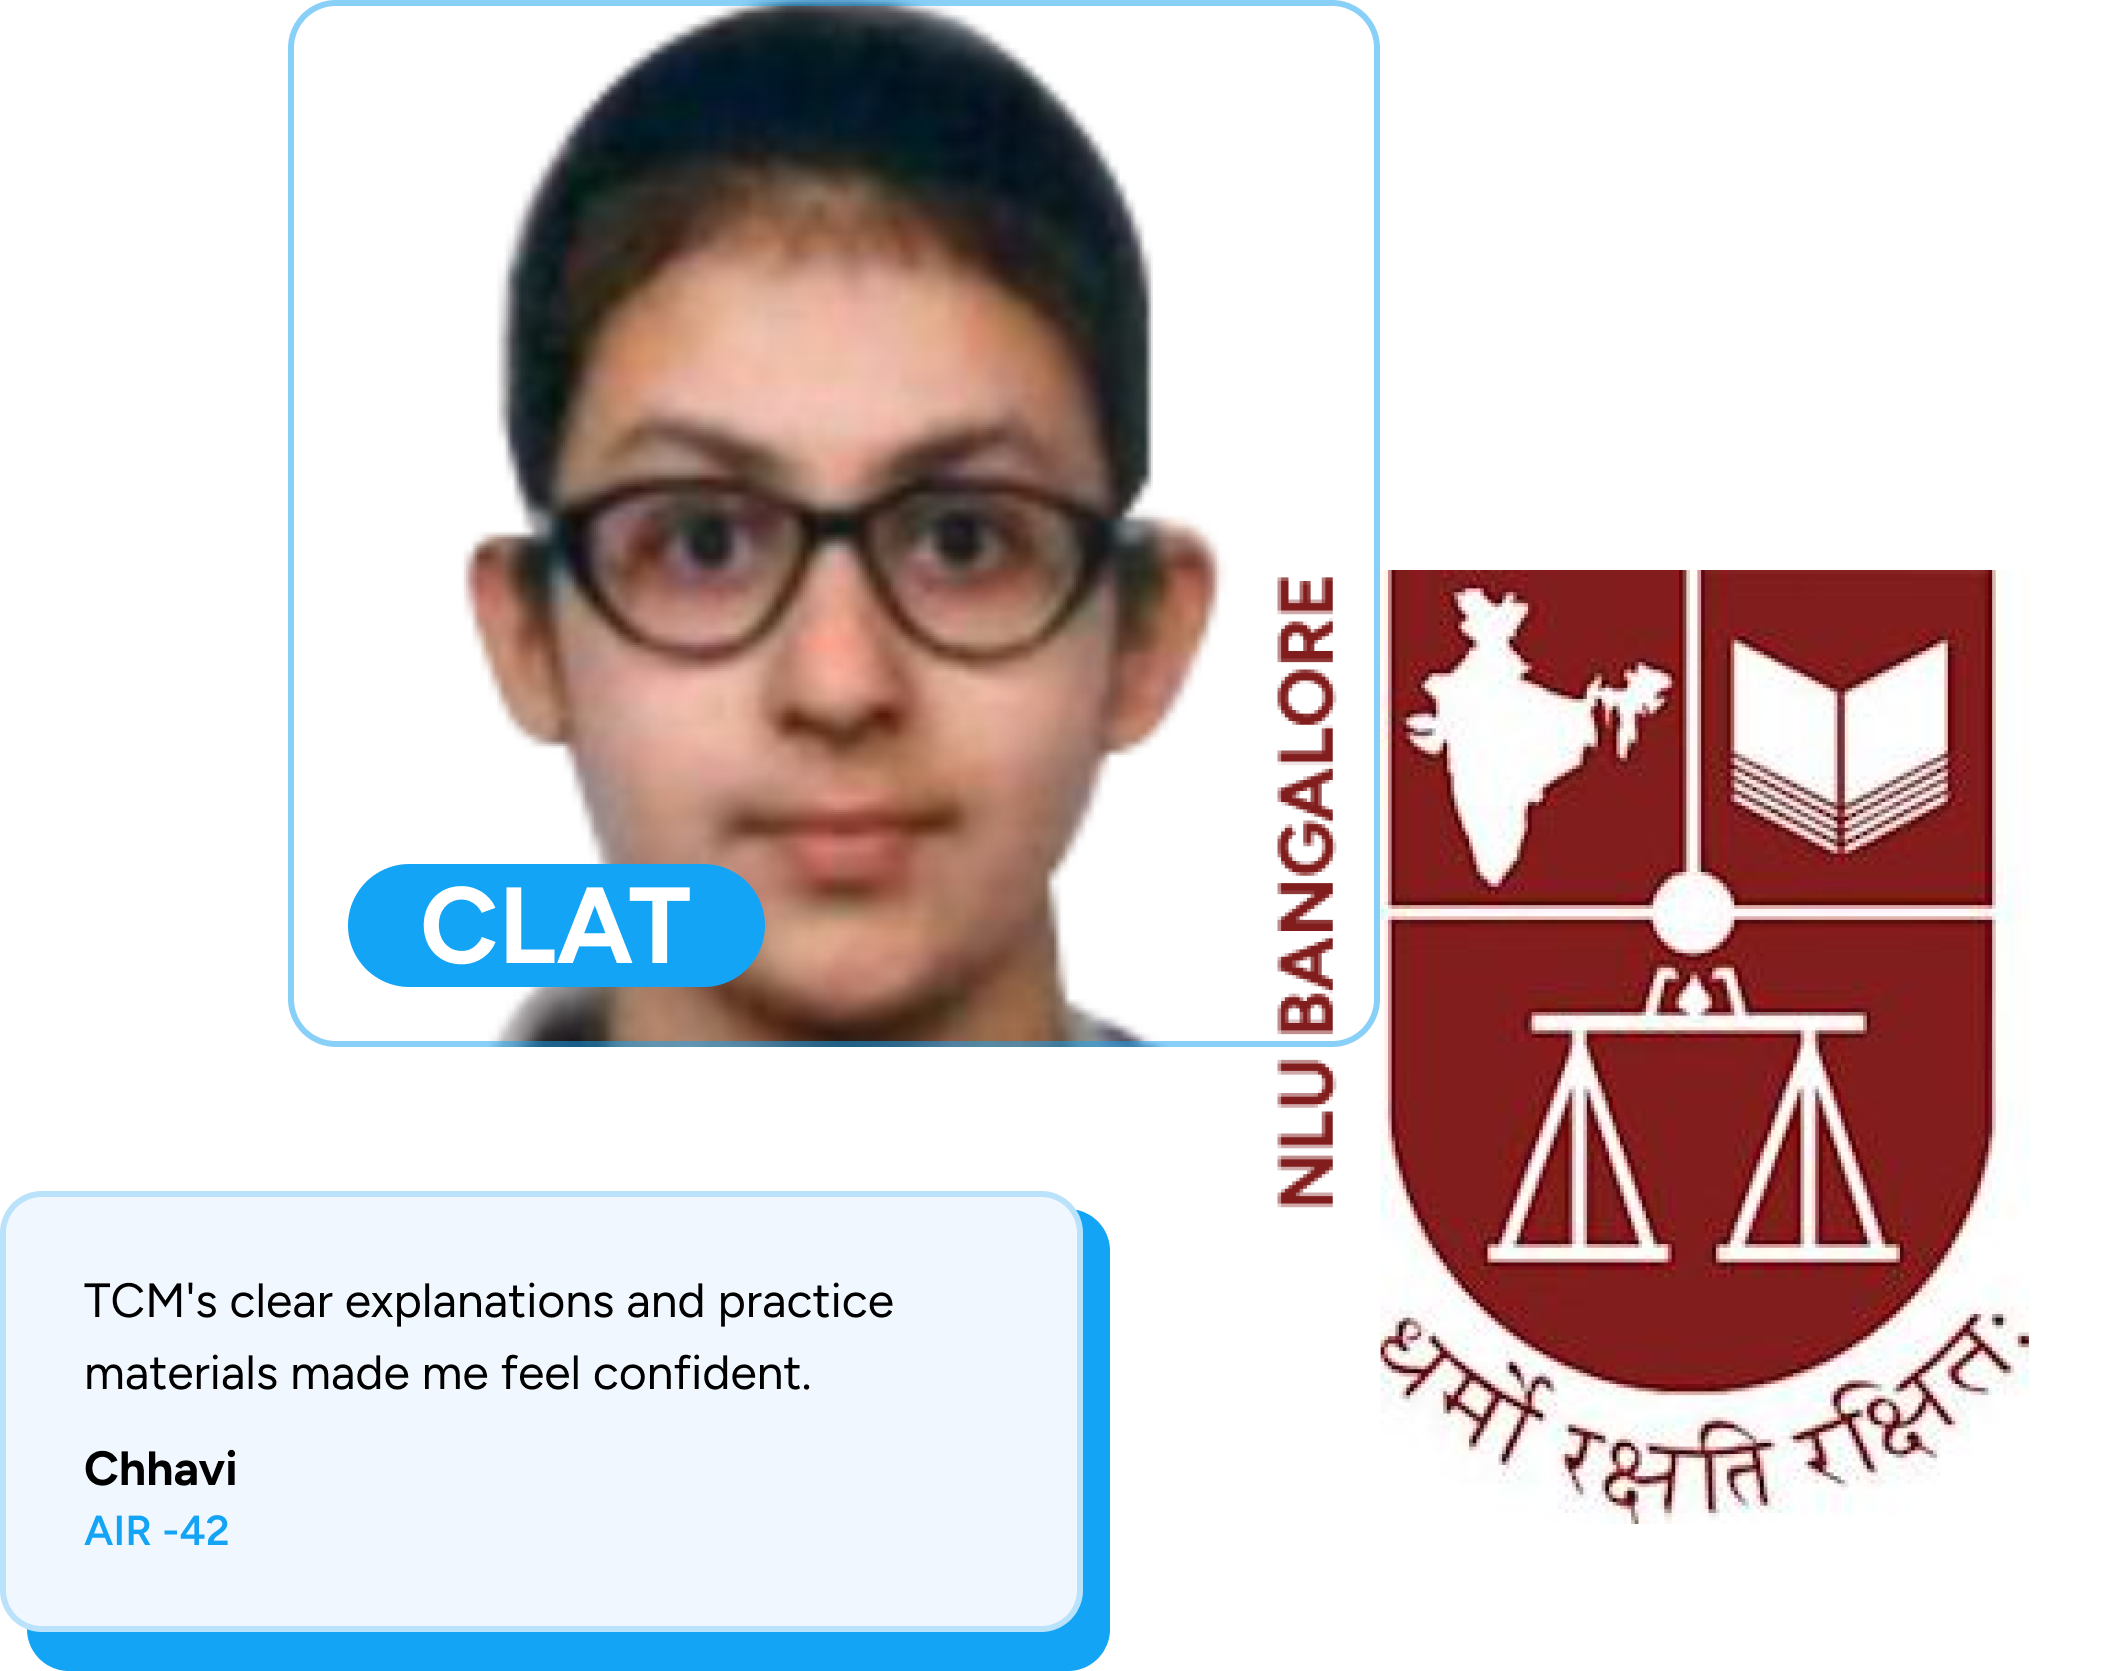 CLAT
NLU BANGALORE
धर्मो रक्षति रक्षित:
TCM's clear explanations and practice
materials made me feel confident.
Chhavi
AIR -42